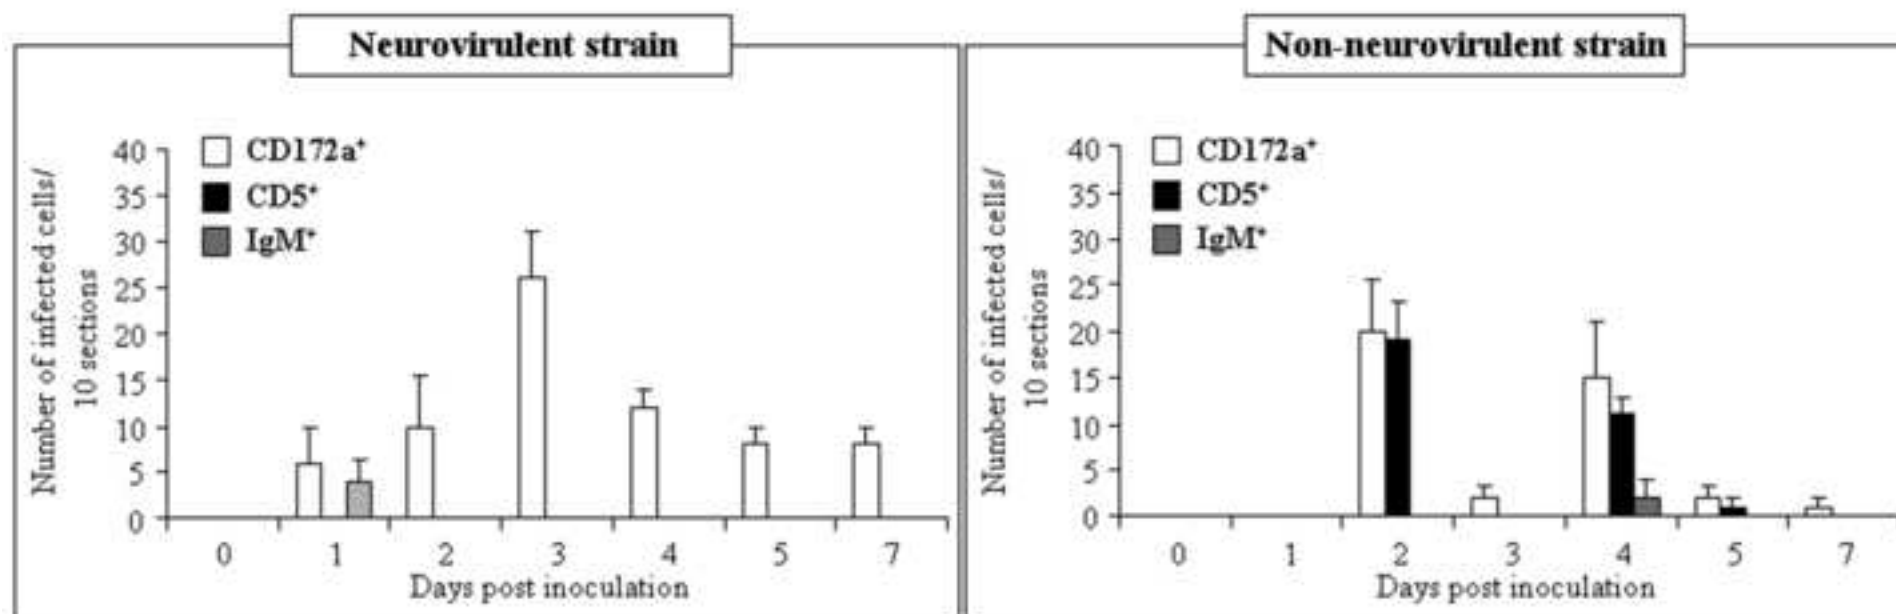 Neurovirulent strain
Number of infected cells/
10 sections
40
35
30
25
20
15
10
5
0
CD172a⁺
CD5⁺
IgM⁺
0 1 2 3 4 5 7
Days post inoculation
Non-neurovirulent strain
Number of infected cells/
10 sections
40
35
30
25
20
15
10
5
0
CD172a⁺
CD5⁺
IgM⁺
0 1 2 3 4 5 7
Days post inoculation